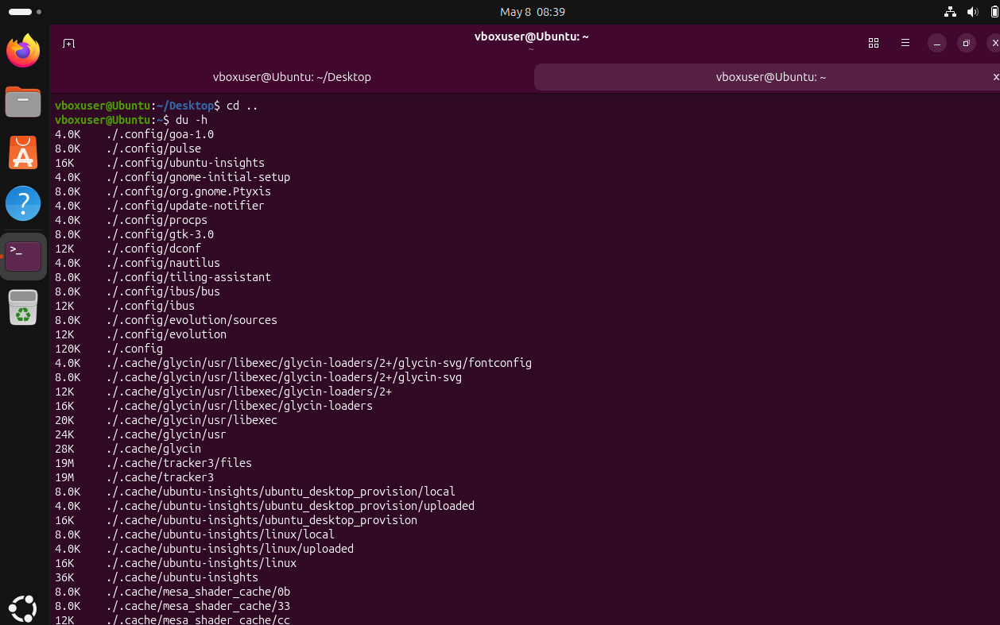 May 8 08:39
vboxuser@Ubuntu: ~
~
vboxuser@Ubuntu: ~/Desktop
vboxuser@Ubuntu: ~
vboxuser@Ubuntu:~/Desktop$ cd ..
vboxuser@Ubuntu:~$ du -h
4.0K ./.config/goa-1.0
8.0K ./.config/pulse
16K ./.config/ubuntu-insights
4.0K ./.config/gnome-initial-setup
8.0K ./.config/org.gnome.Ptyxis
4.0K ./.config/update-notifier
4.0K ./.config/procps
8.0K ./.config/gtk-3.0
12K ./.config/dconf
4.0K ./.config/nautilus
8.0K ./.config/tiling-assistant
8.0K ./.config/ibus/bus
12K ./.config/ibus
8.0K ./.config/evolution/sources
12K ./.config/evolution
120K ./.config
4.0K ./.cache/glycin/usr/libexec/glycin-loaders/2+/glycin-svg/fontconfig
8.0K ./.cache/glycin/usr/libexec/glycin-loaders/2+/glycin-svg
12K ./.cache/glycin/usr/libexec/glycin-loaders/2+
16K ./.cache/glycin/usr/libexec/glycin-loaders
20K ./.cache/glycin/usr/libexec
24K ./.cache/glycin/usr
28K ./.cache/glycin
19M ./.cache/tracker3/files
19M ./.cache/tracker3
8.0K ./.cache/ubuntu-insights/ubuntu_desktop_provision/local
4.0K ./.cache/ubuntu-insights/ubuntu_desktop_provision/uploaded
16K ./.cache/ubuntu-insights/ubuntu_desktop_provision
8.0K ./.cache/ubuntu-insights/linux/local
4.0K ./.cache/ubuntu-insights/linux/uploaded
16K ./.cache/ubuntu-insights/linux
36K ./.cache/ubuntu-insights
8.0K ./.cache/mesa_shader_cache/0b
8.0K ./.cache/mesa_shader_cache/33
12K ./.cache/mesa_shader_cache/cc